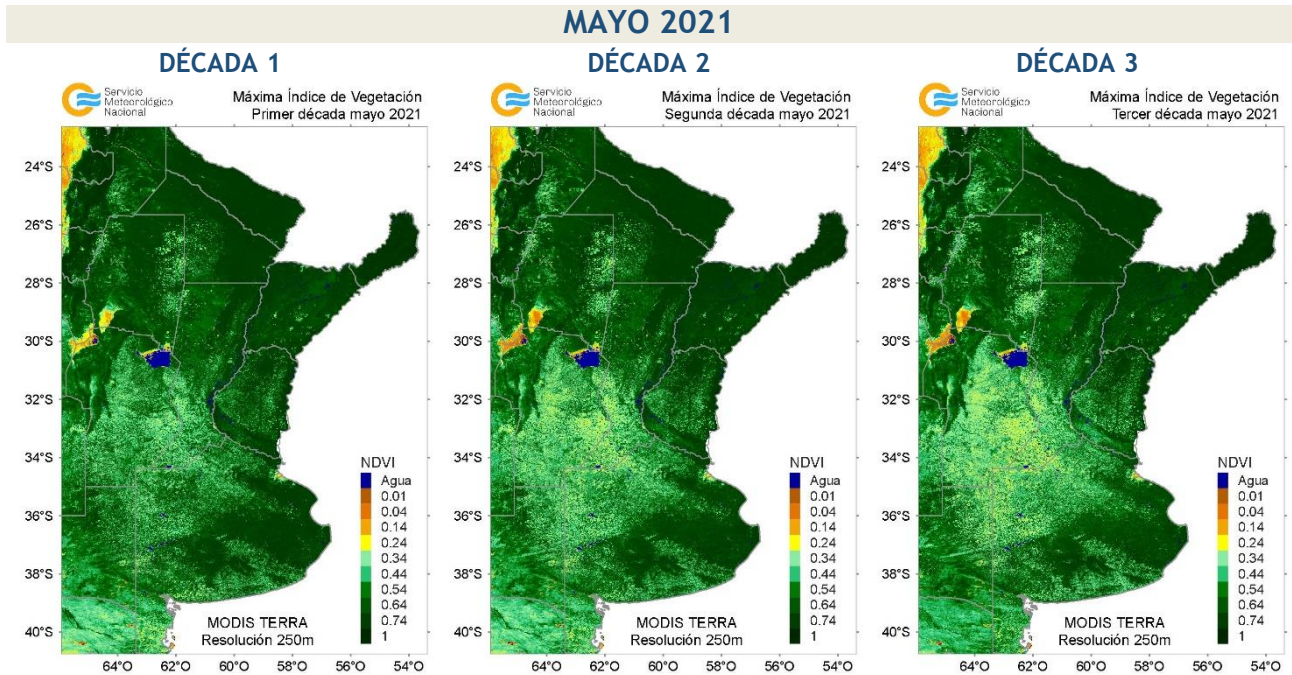 MAYO 2021
DÉCADA 1
DÉCADA 2
DÉCADA 3
Servicio
Meteorológico
Nacional
Máxima Índice de Vegetación
Primer década mayo 2021
24°S
26°S
28°S
30°S
32°S
34°S
36°S
38°S
40°S
NDVI
Agua
0.01
0.04
0.14
0.24
0.34
0.44
0.54
0.64
0.74
1
MODIS TERRA
Resolución 250m
64°O
62°O
60°O
58°O
56°O
54°O
Servicio
Meteorológico
Nacional
Máxima Índice de Vegetación
Segunda década mayo 2021
24°S
26°S
28°S
30°S
32°S
34°S
36°S
38°S
40°S
NDVI
Agua
0.01
0.04
0.14
0.24
0.34
0.44
0.54
0.64
0.74
1
MODIS TERRA
Resolución 250m
64°O
62°O
60°O
58°O
56°O
54°O
Servicio
Meteorológico
Nacional
Máxima Índice de Vegetación
Tercer década mayo 2021
24°S
26°S
28°S
30°S
32°S
34°S
36°S
38°S
40°S
NDVI
Agua
0.01
0.04
0.14
0.24
0.34
0.44
0.54
0.64
0.74
1
MODIS TERRA
Resolución 250m
64°O
62°O
60°O
58°O
56°O
54°O